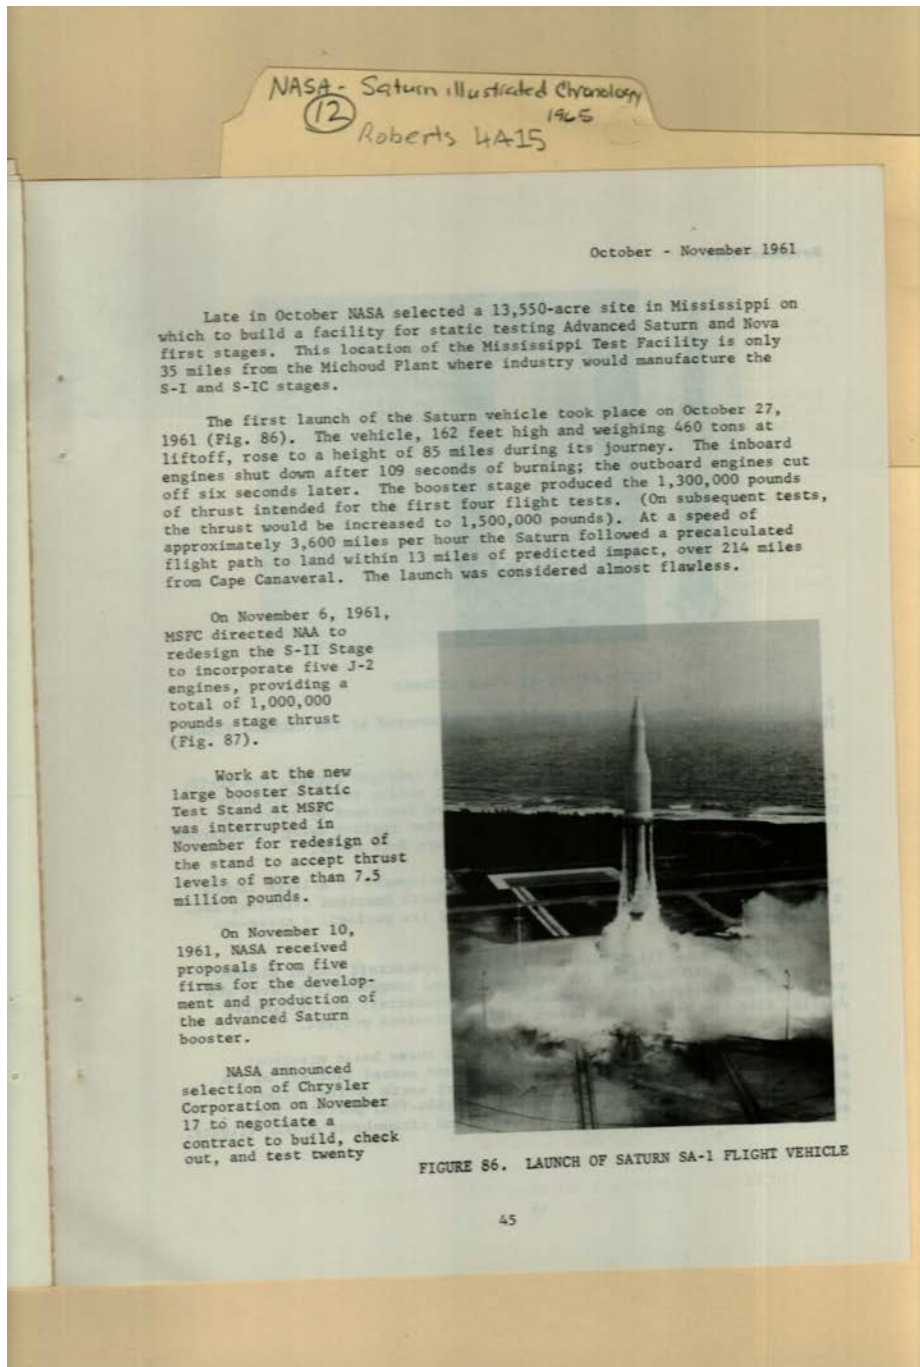 NASA - Saturn illustrated Chronology
12
1965
Roberts 4A15
October - November 1961
Late in October NASA selected a 13,550-acre site in Mississippi on
which to build a facility for static testing Advanced Saturn and Nova
first stages. This location of the Mississippi Test Facility is only
35 miles from the Michoud Plant where industry would manufacture the
S-I and S-IC stages.
The first launch of the Saturn vehicle took place on October 27,
1961 (Fig. 86). The vehicle, 162 feet high and weighing 460 tons at
liftoff, rose to a height of 85 miles during its journey. The inboard
engines shut down after 109 seconds of burning; the outboard engines cut
off six seconds later. The booster stage produced the 1,300,000 pounds
of thrust intended for the first four flight tests. (On subsequent tests,
the thrust would be increased to 1,500,000 pounds). At a speed of
approximately 3,600 miles per hour the Saturn followed a precalculated
flight path to land within 13 miles of predicted impact, over 214 miles
from Cape Canaveral. The launch was considered almost flawless.
On November 6, 1961,
MSFC directed NAA to
redesign the S-II Stage
to incorporate five J-2
engines, providing a
total of 1,000,000
pounds stage thrust
(Fig. 87).
Work at the new
large booster Static
Test Stand at MSFC
was interrupted in
November for redesign of
the stand to accept thrust
levels of more than 7.5
million pounds.
On November 10,
1961, NASA received
proposals from five
firms for the develop-
ment and production of
the advanced Saturn
booster.
NASA announced
selection of Chrysler
Corporation on November
17 to negotiate a
contract to build, check
out, and test twenty
FIGURE 86. LAUNCH OF SATURN SA-1 FLIGHT VEHICLE
45